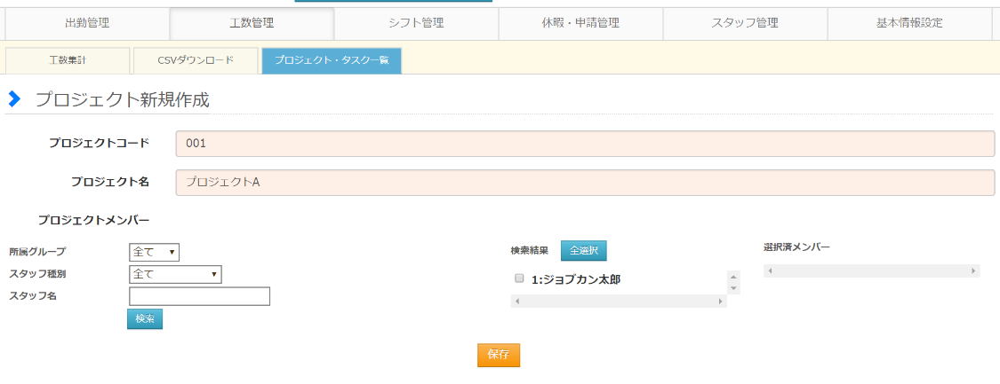 出勤管理 工数管理 シフト管理 休暇・申請管理 スタッフ管理 基本情報設定
工数集計 CSVダウンロード プロジェクト・タスク一覧
プロジェクト新規作成
プロジェクトコード 001
プロジェクト名 プロジェクトA
プロジェクトメンバー
所属グループ 全て
スタッフ種別 全て
スタッフ名
検索
検索結果 全選択
1:ジョブカン太郎
選択済メンバー
保存